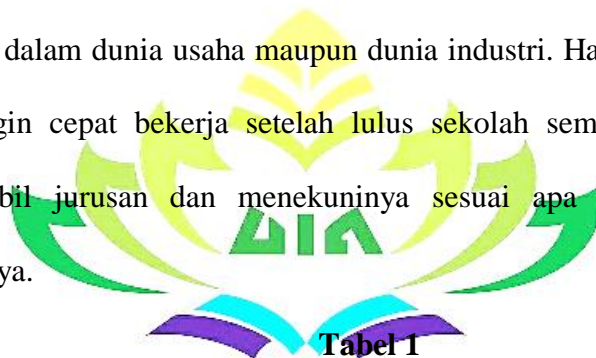 dalam dunia usaha maupun dunia industri. Ha
gin cepat bekerja setelah lulus sekolah sem
bil jurusan dan menekuninya sesuai apa
ya.
UIN
Tabel 1